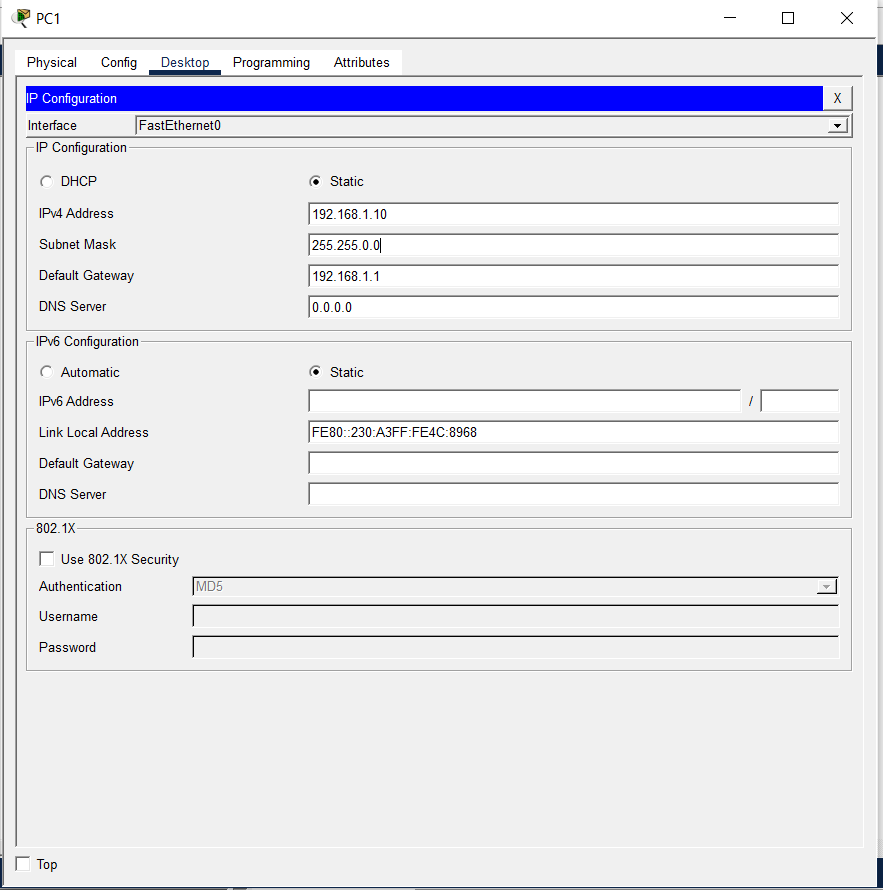 PC1
Physical Config Desktop Programming Attributes
IP Configuration X
Interface FastEthernet0
IP Configuration
DHCP Static
IPv4 Address 192.168.1.10
Subnet Mask 255.255.0.0
Default Gateway 192.168.1.1
DNS Server 0.0.0.0
IPv6 Configuration
Automatic Static
IPv6 Address /
Link Local Address FE80::230:A3FF:FE4C:8968
Default Gateway
DNS Server
802.1X
Use 802.1X Security
Authentication MD5
Username
Password
Top